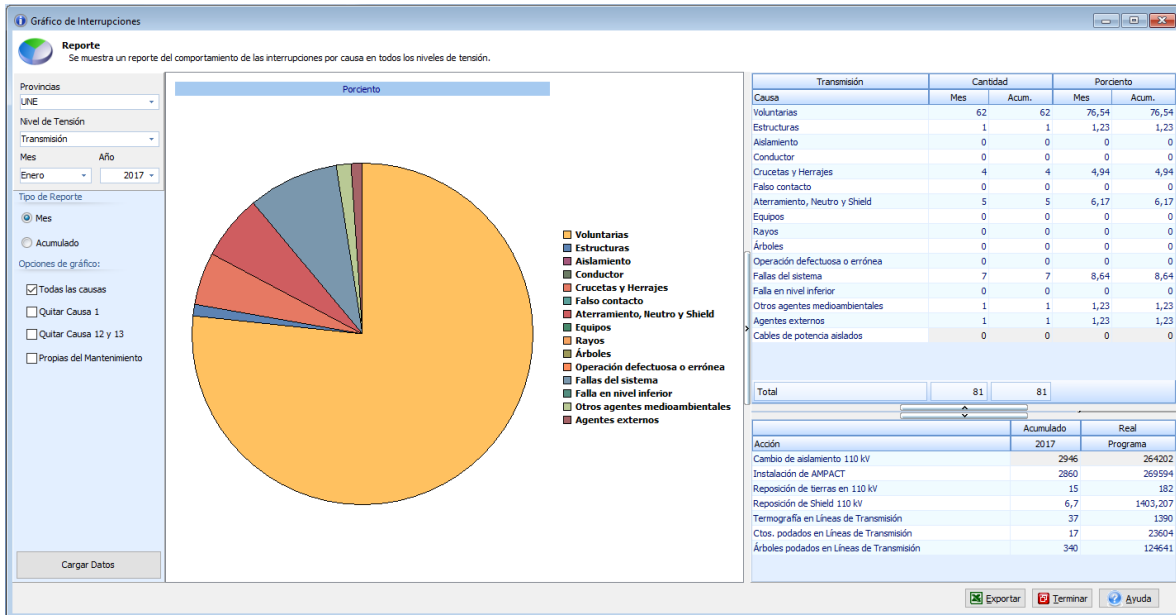 Gráfico de Interrupciones
Reporte
Se muestra un reporte del comportamiento de las interrupciones por causa en todos los niveles de tensión.
Provincias
UNE
Nivel de Tensión
Transmisión
Mes Año
Enero 2017
Tipo de Reporte
Mes
Acumulado
Opciones de gráfico:
Todas las causas
Quitar Causa 1
Quitar Causa 12 y 13
Propias del Mantenimiento
Cargar Datos
Porciento
Voluntarias
Estructuras
Aislamiento
Conductor
Crucetas y Herrajes
Falso contacto
Aterramiento, Neutro y Shield
Equipos
Rayos
Árboles
Operación defectuosa o errónea
Fallas del sistema
Falla en nivel inferior
Otros agentes medioambientales
Agentes externos
Transmisión Cantidad Porciento
Causa Mes Acum. Mes Acum.
Voluntarias 62 62 76,54 76,54
Estructuras 1 1 1,23 1,23
Aislamiento 0 0 0 0
Conductor 0 0 0 0
Crucetas y Herrajes 4 4 4,94 4,94
Falso contacto 0 0 0 0
Aterramiento, Neutro y Shield 5 5 6,17 6,17
Equipos 0 0 0 0
Rayos 0 0 0 0
Árboles 0 0 0 0
Operación defectuosa o errónea 0 0 0 0
Fallas del sistema 7 7 8,64 8,64
Falla en nivel inferior 0 0 0 0
Otros agentes medioambientales 1 1 1,23 1,23
Agentes externos 1 1 1,23 1,23
Cables de potencia aislados 0 0 0 0
Total 81 81
Acumulado Real
Acción 2017 Programa
Cambio de aislamiento 110 kV 2946 264202
Instalación de AMPACT 2860 269594
Reposición de tierras en 110 kV 15 182
Reposición de Shield 110 kV 6,7 1403,207
Termografía en Líneas de Transmisión 37 1390
Ctos. podados en Líneas de Transmisión 17 23604
Árboles podados en Líneas de Transmisión 340 124641
Exportar Terminar Ayuda